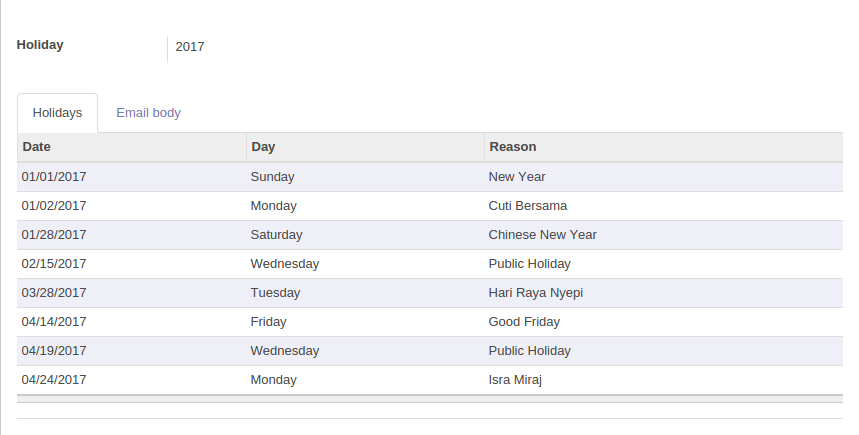 Holiday 2017
Holidays Email body
Date Day Reason
01/01/2017 Sunday New Year
01/02/2017 Monday Cuti Bersama
01/28/2017 Saturday Chinese New Year
02/15/2017 Wednesday Public Holiday
03/28/2017 Tuesday Hari Raya Nyepi
04/14/2017 Friday Good Friday
04/19/2017 Wednesday Public Holiday
04/24/2017 Monday Isra Miraj